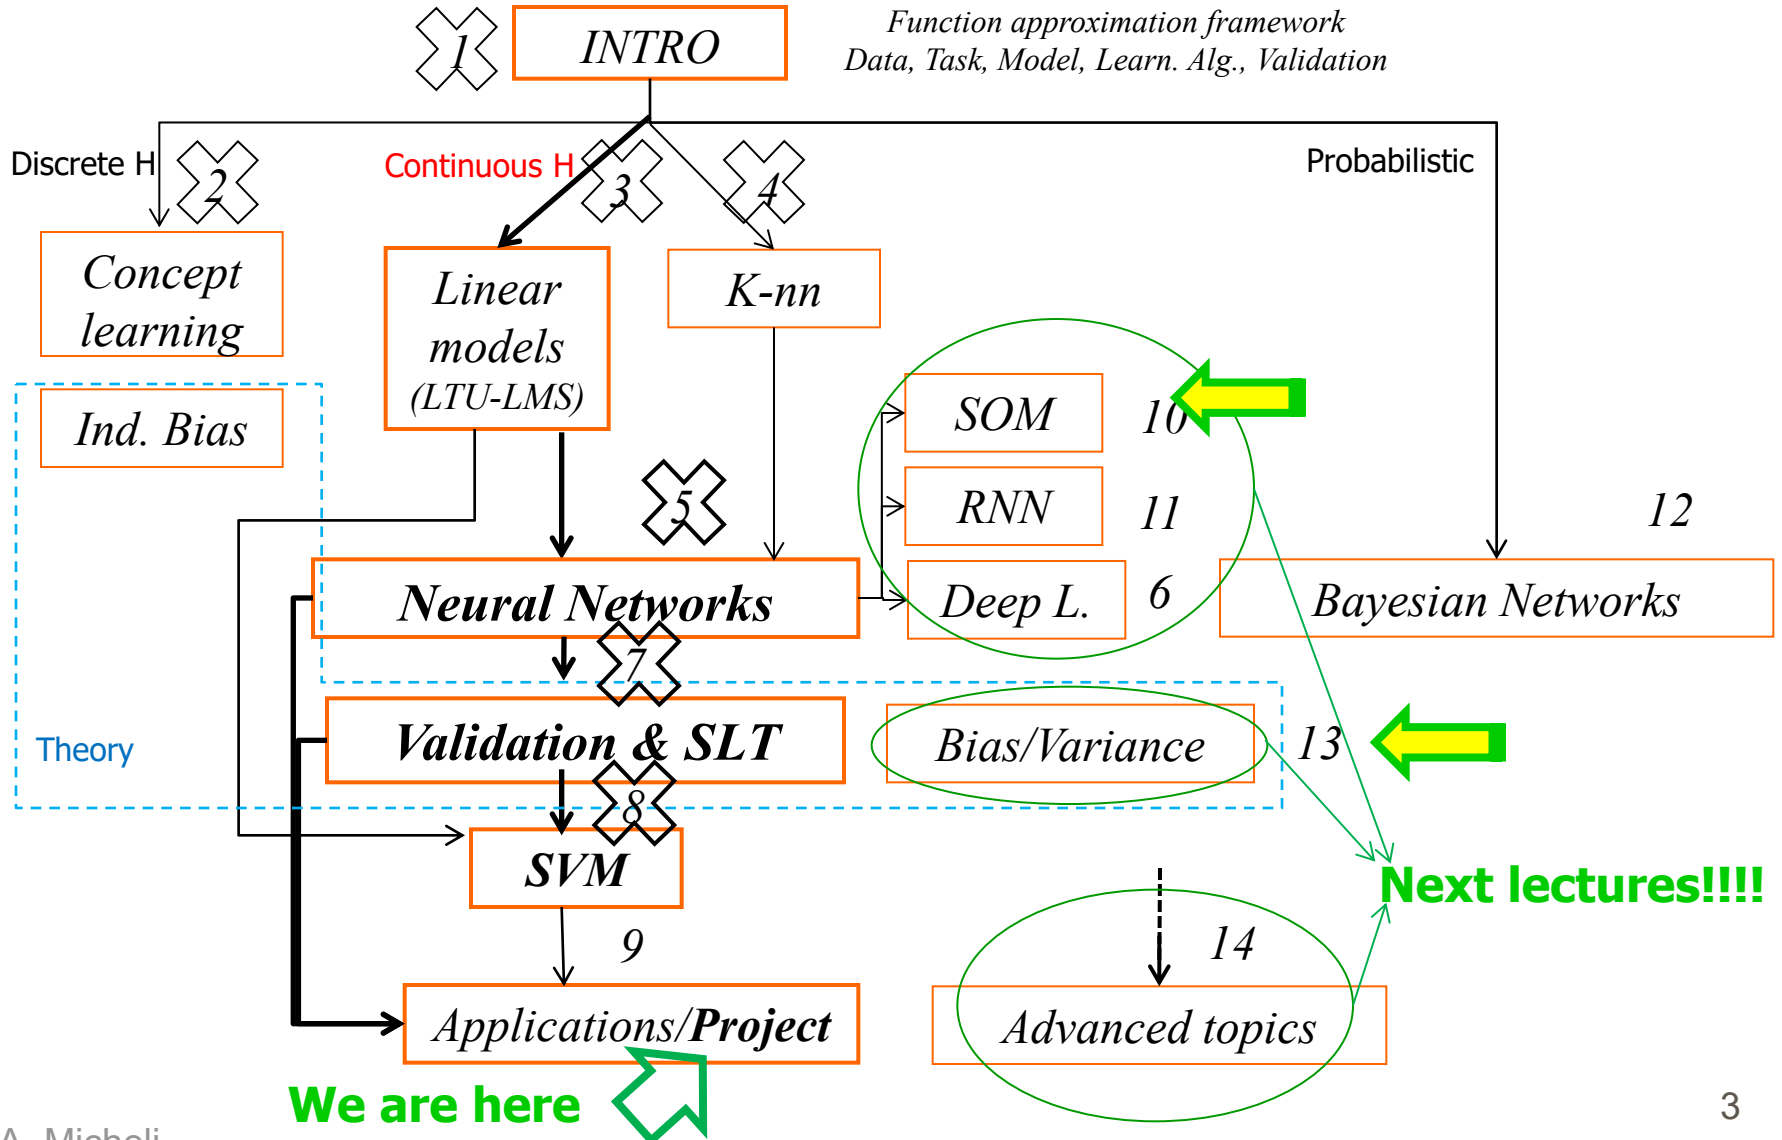 1
INTRO
Function approximation framework
Data, Task, Model, Learn. Alg., Validation
Discrete H
2
Continuous H
3
4
Probabilistic
Concept
learning
Linear
models
(LTU-LMS)
K-nn
Ind. Bias
SOM
10
5
RNN
11
12
Neural Networks
Deep L.
6
Bayesian Networks
7
Theory
Validation & SLT
Bias/Variance
13
8
SVM
Next lectures!!!!
9
14
Applications/Project
Advanced topics
We are here
3
A. Micheli